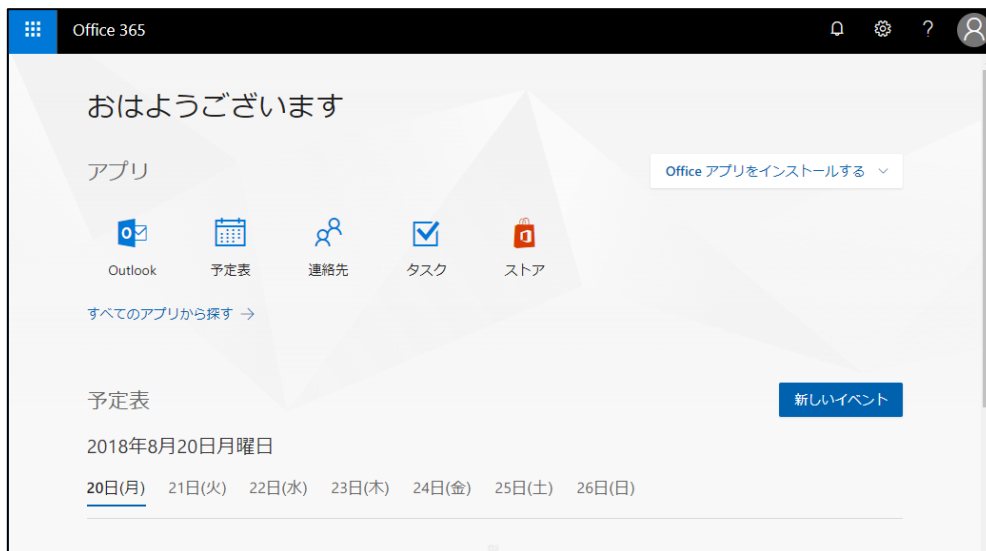 Office 365
?
おはようございます
アプリ
Office アプリをインストールする
Outlook 予定表 連絡先 タスク ストア
すべてのアプリから探す →
予定表
新しいイベント
2018年8月20日月曜日
20日(月) 21日(火) 22日(水) 23日(木) 24日(金) 25日(土) 26日(日)